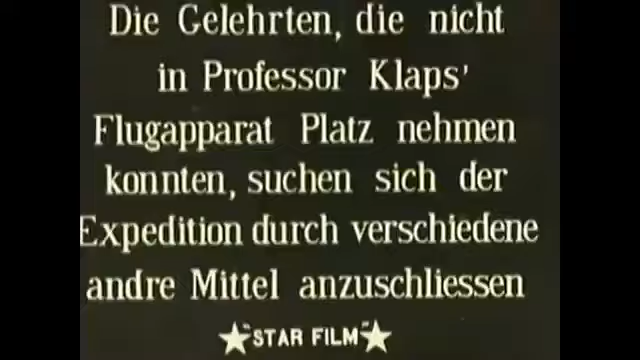 Die Gelehrten, die nicht
in Professor Klaps'
Flugapparat Platz nehmen
konnten, suchen sich der
Expedition durch verschiedene
andre Mittel anzuschliessen
"STAR FILM"